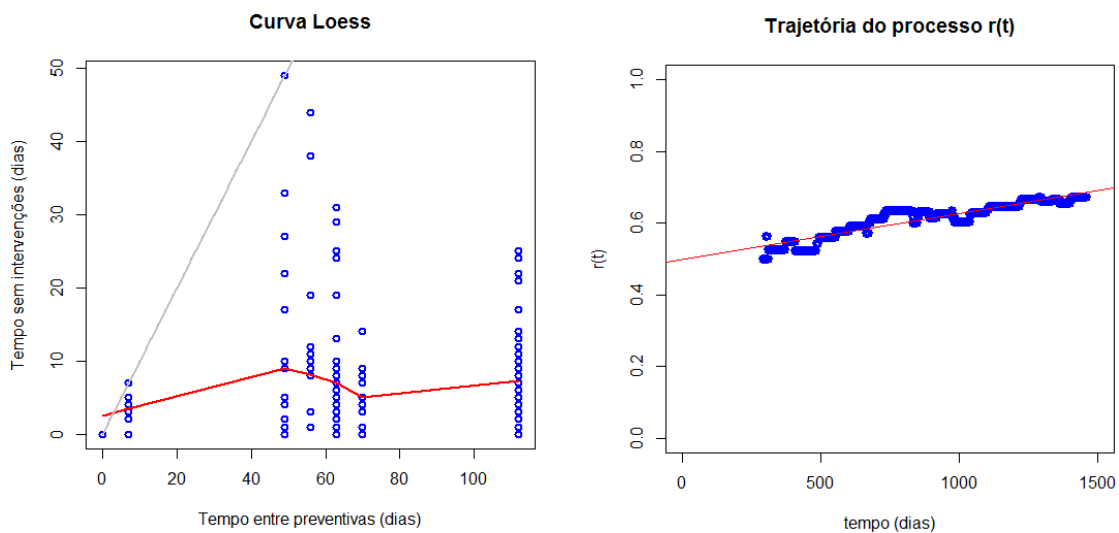 Curva Loess
50
40
30
20
10
0
Tempo sem intervenções (dias)
0 20 40 60 80 100
Tempo entre preventivas (dias)
Trajetória do processo r(t)
1.0
0.8
0.6
0.4
0.2
0.0
r(t)
0 500 1000 1500
tempo (dias)